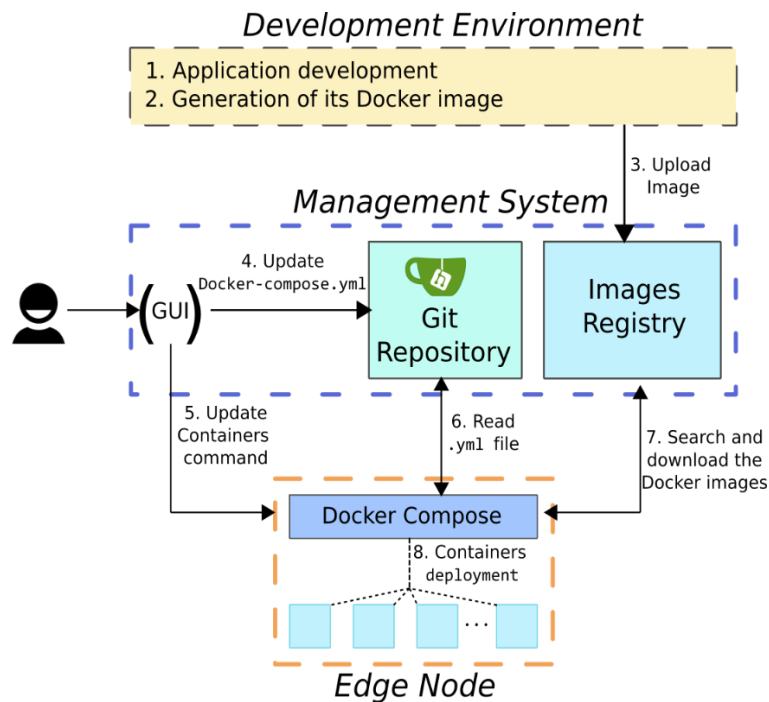 Development Environment
1. Application development
2. Generation of its Docker image
3. Upload
Image
Management System
4. Update
Docker-compose.yml
(GUI)
Git
Repository
Images
Registry
5. Update
Containers
command
6. Read
.yml file
7. Search and
download the
Docker images
Docker Compose
8. Containers
deployment
...
Edge Node